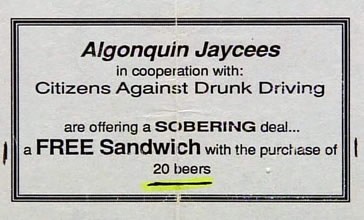 Algonquin Jaycees
in cooperation with:
Citizens Against Drunk Driving
are offering a SOBERING deal...
a FREE Sandwich with the purchase of
20 beers